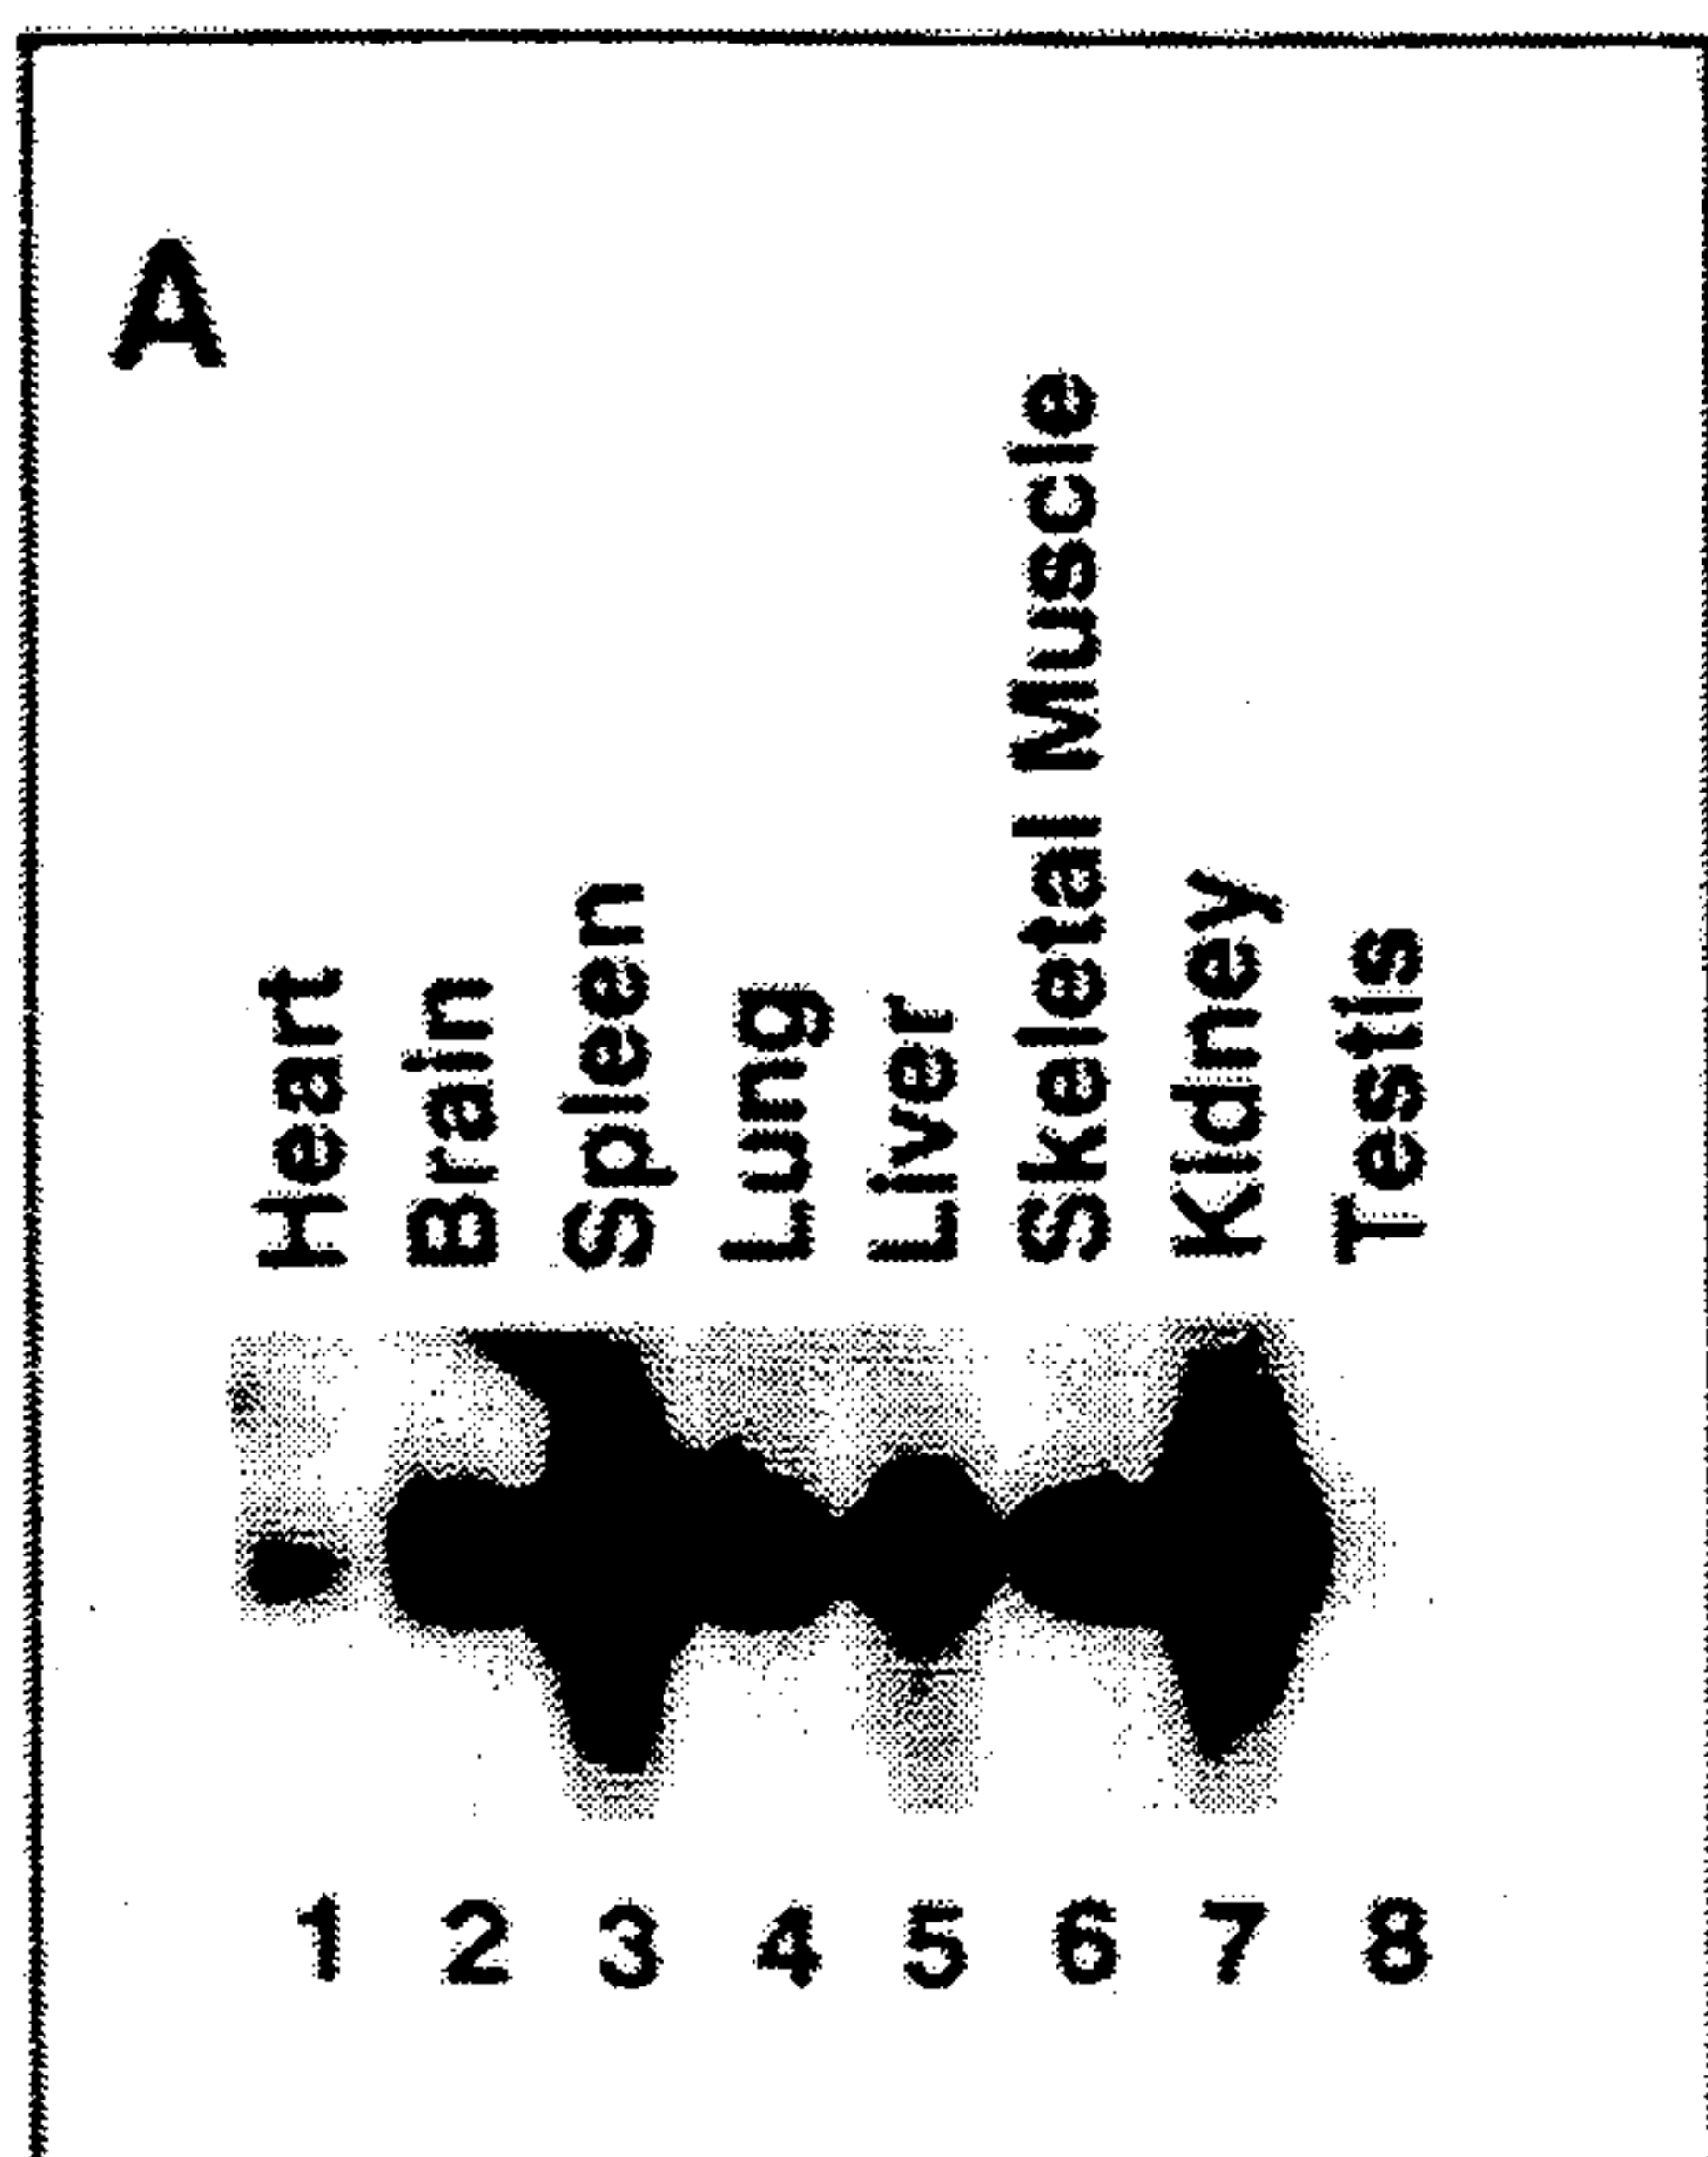 A
Heart
Brain
Spleen
Lung
Liver
Skeletal Muscle
Kidney
Testis
1 2 3 4 5 6 7 8